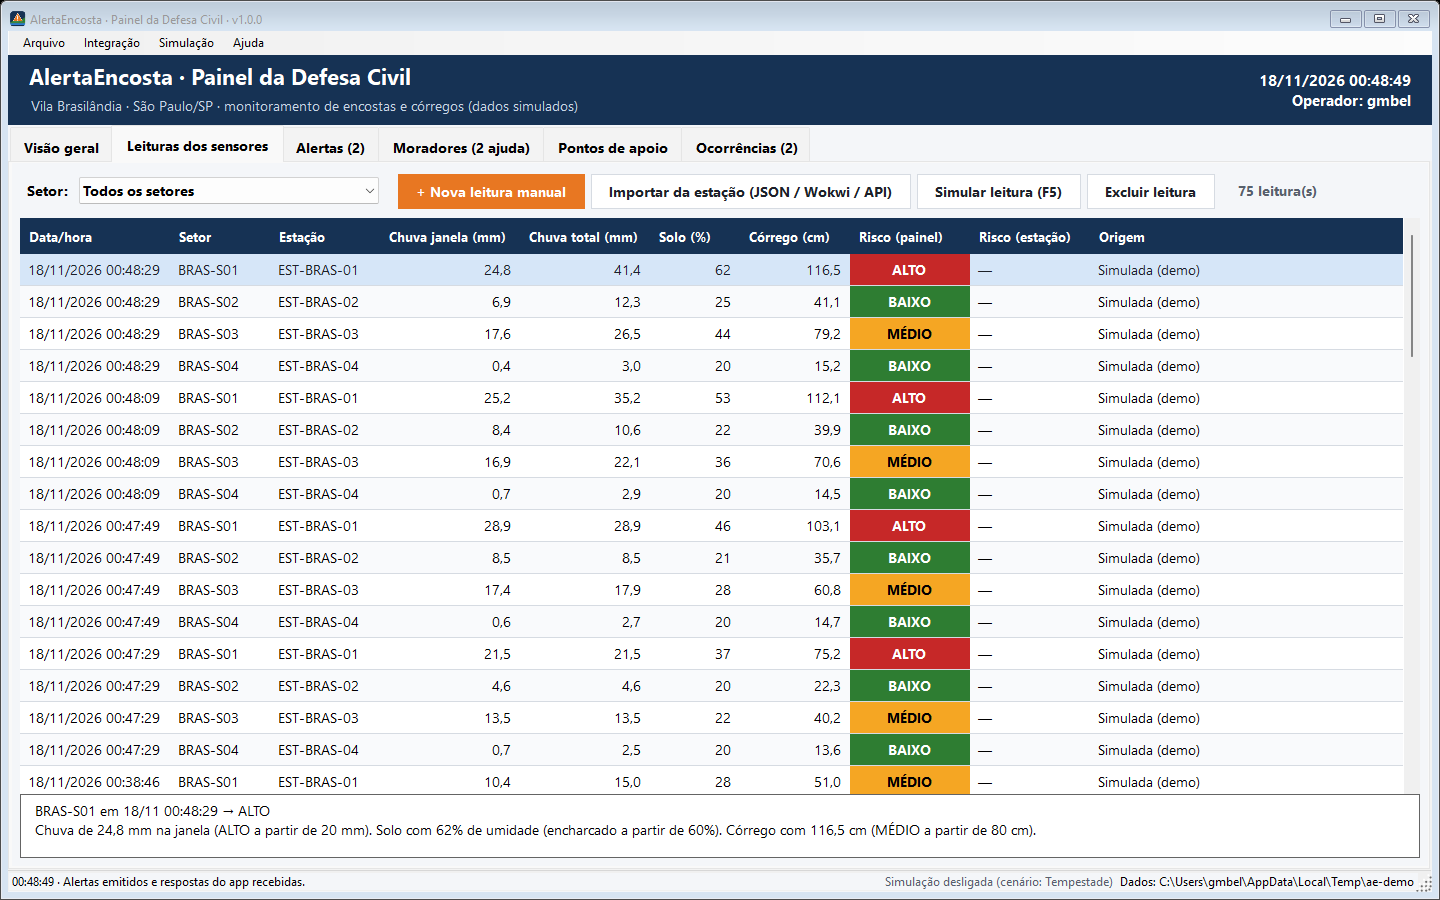 AlertaEncosta · Painel da Defesa Civil · v1.0.0
Arquivo Integração Simulação Ajuda
AlertaEncosta · Painel da Defesa Civil
18/11/2026 00:48:49
Vila Brasilândia · São Paulo/SP · monitoramento de encostas e córregos (dados simulados)
Operador: gmbel
Visão geral Leituras dos sensores Alertas (2) Moradores (2 ajuda) Pontos de apoio Ocorrências (2)
Setor: Todos os setores + Nova leitura manual Importar da estação (JSON / Wokwi / API) Simular leitura (F5) Excluir leitura 75 leitura(s)
Data/hora Setor Estação Chuva janela (mm) Chuva total (mm) Solo (%) Córrego (cm) Risco (painel) Risco (estação) Origem
18/11/2026 00:48:29 BRAS-S01 EST-BRAS-01 24,8 41,4 62 116,5 ALTO — Simulada (demo)
18/11/2026 00:48:29 BRAS-S02 EST-BRAS-02 6,9 12,3 25 41,1 BAIXO — Simulada (demo)
18/11/2026 00:48:29 BRAS-S03 EST-BRAS-03 17,6 26,5 44 79,2 MÉDIO — Simulada (demo)
18/11/2026 00:48:29 BRAS-S04 EST-BRAS-04 0,4 3,0 20 15,2 BAIXO — Simulada (demo)
18/11/2026 00:48:09 BRAS-S01 EST-BRAS-01 25,2 35,2 53 112,1 ALTO — Simulada (demo)
18/11/2026 00:48:09 BRAS-S02 EST-BRAS-02 8,4 10,6 22 39,9 BAIXO — Simulada (demo)
18/11/2026 00:48:09 BRAS-S03 EST-BRAS-03 16,9 22,1 36 70,6 MÉDIO — Simulada (demo)
18/11/2026 00:48:09 BRAS-S04 EST-BRAS-04 0,7 2,9 20 14,5 BAIXO — Simulada (demo)
18/11/2026 00:47:49 BRAS-S01 EST-BRAS-01 28,9 28,9 46 103,1 ALTO — Simulada (demo)
18/11/2026 00:47:49 BRAS-S02 EST-BRAS-02 8,5 8,5 21 35,7 BAIXO — Simulada (demo)
18/11/2026 00:47:49 BRAS-S03 EST-BRAS-03 17,4 17,9 28 60,8 MÉDIO — Simulada (demo)
18/11/2026 00:47:49 BRAS-S04 EST-BRAS-04 0,6 2,7 20 14,7 BAIXO — Simulada (demo)
18/11/2026 00:47:29 BRAS-S01 EST-BRAS-01 21,5 21,5 37 75,2 ALTO — Simulada (demo)
18/11/2026 00:47:29 BRAS-S02 EST-BRAS-02 4,6 4,6 20 22,3 BAIXO — Simulada (demo)
18/11/2026 00:47:29 BRAS-S03 EST-BRAS-03 13,5 13,5 22 40,2 MÉDIO — Simulada (demo)
18/11/2026 00:47:29 BRAS-S04 EST-BRAS-04 0,7 2,5 20 13,6 BAIXO — Simulada (demo)
18/11/2026 00:38:46 BRAS-S01 EST-BRAS-01 10,4 15,0 28 51,0 MÉDIO — Simulada (demo)
BRAS-S01 em 18/11 00:48:29 → ALTO
Chuva de 24,8 mm na janela (ALTO a partir de 20 mm). Solo com 62% de umidade (encharcado a partir de 60%). Córrego com 116,5 cm (MÉDIO a partir de 80 cm).
00:48:49 · Alertas emitidos e respostas do app recebidas. Simulação desligada (cenário: Tempestade) Dados: C:\Users\gmbel\AppData\Local\Temp\ae-demo